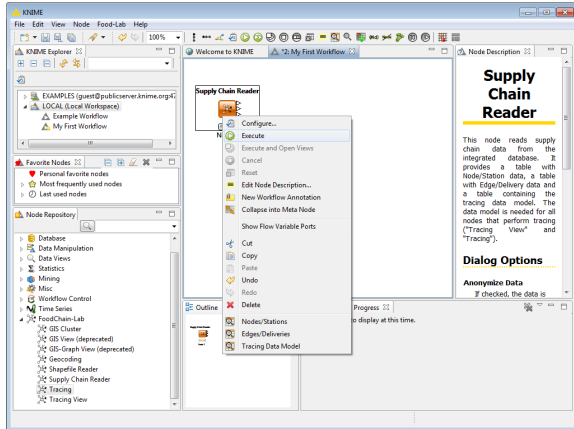 KNIME
File Edit View Node Food-Lab Help
100%
KNIME Explorer
EXAMPLES (guest@publicserver.knime.org:47
LOCAL (Local Workspace)
Example Workflow
My First Workflow
Favorite Nodes
Personal favorite nodes
Most frequently used nodes
Last used nodes
Node Repository
Database
Data Manipulation
Data Views
Statistics
Mining
Misc
Workflow Control
Time Series
FoodChain-Lab
GIS Cluster
GIS View (deprecated)
GIS-Graph View (deprecated)
Geocoding
Shapefile Reader
Supply Chain Reader
Tracing
Tracing View
Welcome to KNIME
*2: My First Workflow
Supply Chain Reader
Configure...
Execute
Execute and Open Views
Cancel
Reset
Edit Node Description...
New Workflow Annotation
Collapse into Meta Node
Show Flow Variable Ports
Cut
Copy
Paste
Undo
Redo
Delete
Nodes/Stations
Edges/Deliveries
Tracing Data Model
Outline
Progress
o display at this time.
Node Description
Supply
Chain
Reader
This node reads supply
chain data from the
integrated database. It
provides a table with
Node/Station data, a table
with Edge/Delivery data and
a table containing the
tracing data model. The
data model is needed for all
nodes that perform tracing
("Tracing View" and
"Tracing").
Dialog Options
Anonymize Data
If checked, the data is